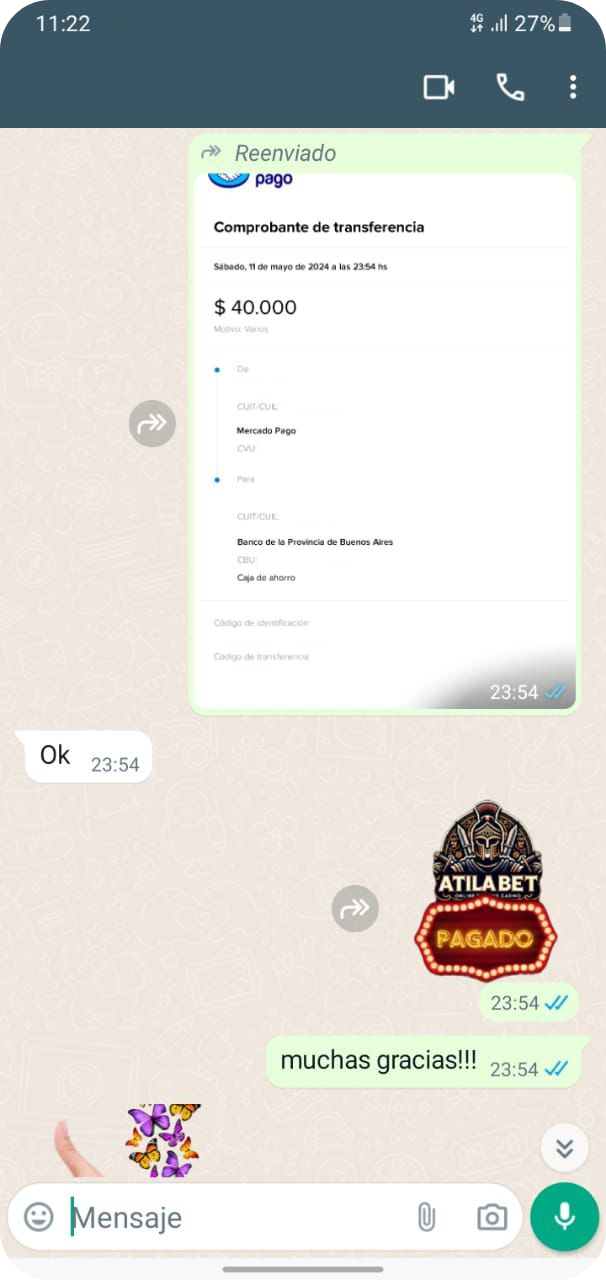 11:22
4G
27%
Reenviado
pago
Comprobante de transferencia
Sábado, 11 de mayo de 2024 a las 23:54 hs
$ 40.000
Motivo: Varios
De
CUIT/CUIL:
Mercado Pago
CVU:
Para
CUIT/CUIL:
Banco de la Provincia de Buenos Aires
CBU:
Caja de ahorro
Código de identificación
Código de transferencia
23:54
Ok 23:54
ATILABET
PAGADO
23:54
muchas gracias!!! 23:54
Mensaje